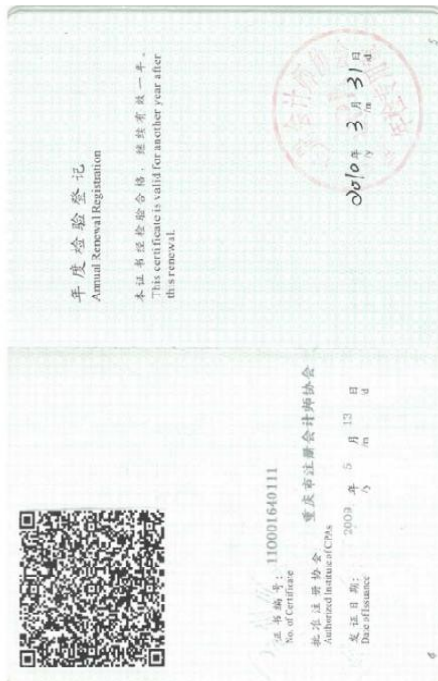 证书编号: 110001640111
No. of Certificate
批准注册协会 重庆市注册会计师协会
Authorized Institute of CPAs
发证日期: 2009 年 5 月 13 日
Date of Issuance /y /m /d
年度检验登记
Annual Renewal Registration
本证书经检验合格,继续有效一年。
This certificate is valid for another year after
this renewal.
2010 年 3 月 31 日
/y /m /d